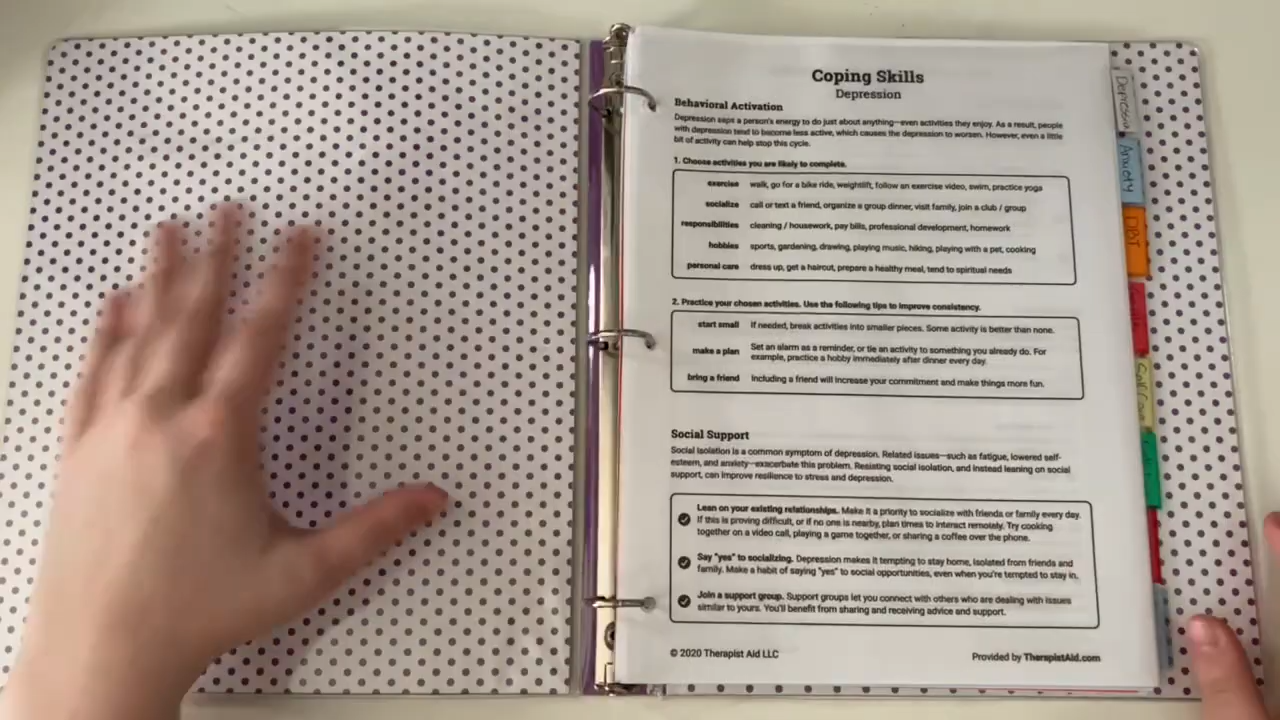 Coping Skills
Depression
Behavioral Activation
Depression saps a person's energy to do just about anything—even activities they enjoy. As a result, people
with depression tend to become less active, which causes the depression to worsen. However, even a little
bit of activity can help stop this cycle.
1. Choose activities you are likely to complete.
exercise walk, go for a bike ride, weightlift, follow an exercise video, swim, practice yoga
socialize call or text a friend, organize a group dinner, visit family, join a club / group
responsibilities cleaning / housework, pay bills, professional development, homework
hobbies sports, gardening, drawing, playing music, hiking, playing with a pet, cooking
personal care dress up, get a haircut, prepare a healthy meal, tend to spiritual needs
2. Practice your chosen activities. Use the following tips to improve consistency.
start small If needed, break activities into smaller pieces. Some activity is better than none.
make a plan Set an alarm as a reminder, or tie an activity to something you already do. For
example, practice a hobby immediately after dinner every day.
bring a friend Including a friend will increase your commitment and make things more fun.
Social Support
Social isolation is a common symptom of depression. Related issues—such as fatigue, lowered self-
esteem, and anxiety—exacerbate this problem. Resisting social isolation, and instead leaning on social
support, can improve resilience to stress and depression.
Lean on your existing relationships. Make it a priority to socialize with friends or family every day.
If this is proving difficult, or if no one is nearby, plan times to interact remotely. Try cooking
together on a video call, playing a game together, or sharing a coffee over the phone.
Say "yes" to socializing. Depression makes it tempting to stay home, isolated from friends and
family. Make a habit of saying "yes" to social opportunities, even when you're tempted to stay in.
Join a support group. Support groups let you connect with others who are dealing with issues
similar to yours. You'll benefit from sharing and receiving advice and support.
© 2020 Therapist Aid LLC
Provided by TherapistAid.com
Depression
Anxiety
DBT
Self Care